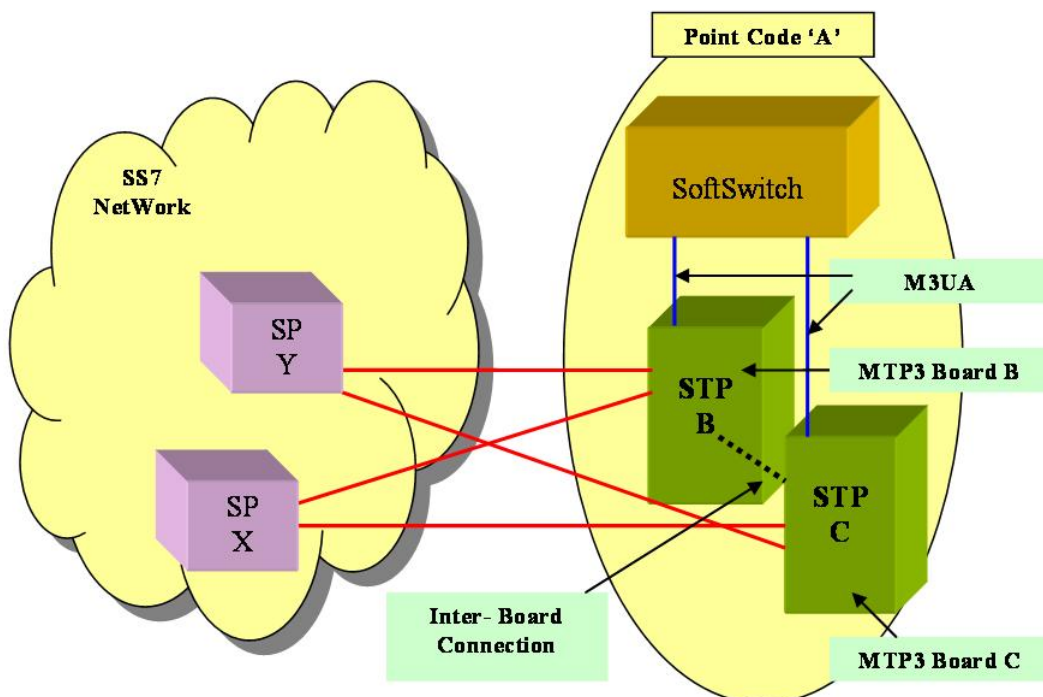 Point Code ‘A’
SS7
NetWork
SoftSwitch
M3UA
SP
Y
STP
B
MTP3 Board B
SP
X
STP
C
Inter- Board
Connection
MTP3 Board C